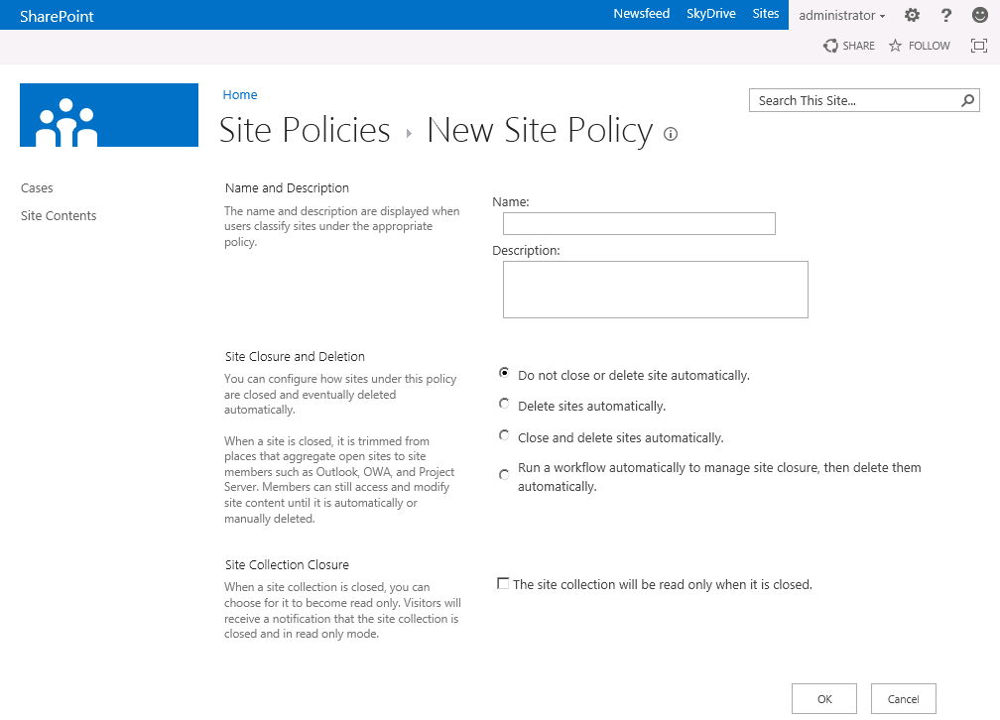 SharePoint
Newsfeed SkyDrive Sites administrator ?
SHARE FOLLOW
Home
Search This Site...
Site Policies New Site Policy
Cases
Site Contents
Name and Description
The name and description are displayed when
users classify sites under the appropriate
policy.
Name:
Description:
Site Closure and Deletion
You can configure how sites under this policy
are closed and eventually deleted
automatically.
When a site is closed, it is trimmed from
places that aggregate open sites to site
members such as Outlook, OWA, and Project
Server. Members can still access and modify
site content until it is automatically or
manually deleted.
Do not close or delete site automatically.
Delete sites automatically.
Close and delete sites automatically.
Run a workflow automatically to manage site closure, then delete them
automatically.
Site Collection Closure
When a site collection is closed, you can
choose for it to become read only. Visitors will
receive a notification that the site collection is
closed and in read only mode.
The site collection will be read only when it is closed.
OK Cancel